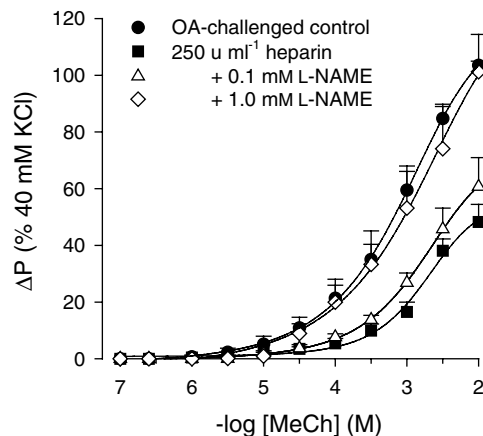 OA-challenged control
250 u ml⁻¹ heparin
+ 0.1 mM L-NAME
+ 1.0 mM L-NAME
120
100
80
60
40
20
0
ΔP (% 40 mM KCl)
7 6 5 4 3 2
-log [MeCh] (M)